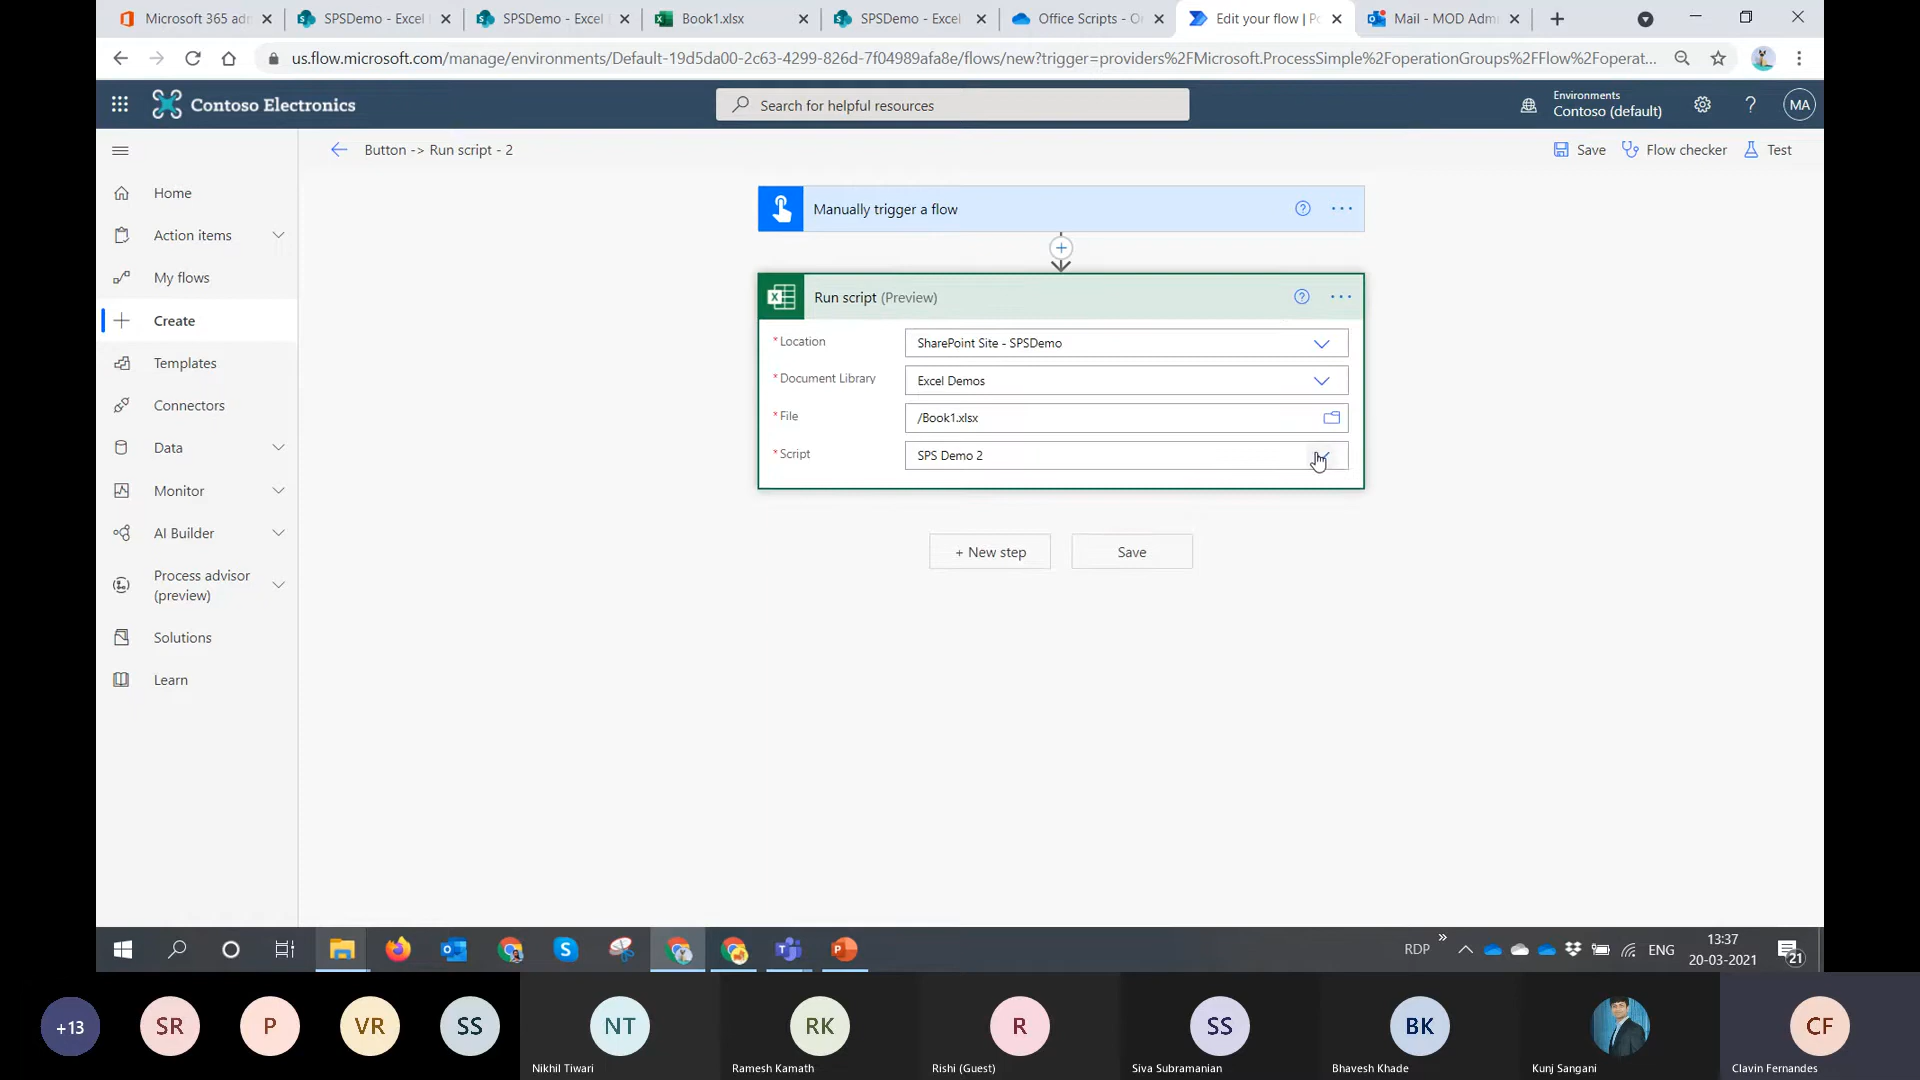 Microsoft 365 adr
SPSDemo - Excel
SPSDemo - Excel
Book1.xlsx
SPSDemo - Excel
Office Scripts - O
Edit your flow | Po
Mail - MOD Admi
us.flow.microsoft.com/manage/environments/Default-19d5da00-2c63-4299-826d-7f04989afa8e/flows/new?trigger=providers%2FMicrosoft.ProcessSimple%2FoperationGroups%2FFlow%2Foperat...
Contoso Electronics
Search for helpful resources
Environments
Contoso (default)
MA
Button -> Run script - 2
Save
Flow checker
Test
Home
Action items
My flows
Create
Templates
Connectors
Data
Monitor
AI Builder
Process advisor
(preview)
Solutions
Learn
Manually trigger a flow
Run script (Preview)
* Location
SharePoint Site - SPSDemo
* Document Library
Excel Demos
* File
/Book1.xlsx
* Script
SPS Demo 2
+ New step
Save
RDP
ENG
13:37
20-03-2021
21
+13
SR
P
VR
SS
NT
Nikhil Tiwari
RK
Ramesh Kamath
R
Rishi (Guest)
SS
Siva Subramanian
BK
Bhavesh Khade
Kunj Sangani
CF
Clavin Fernandes